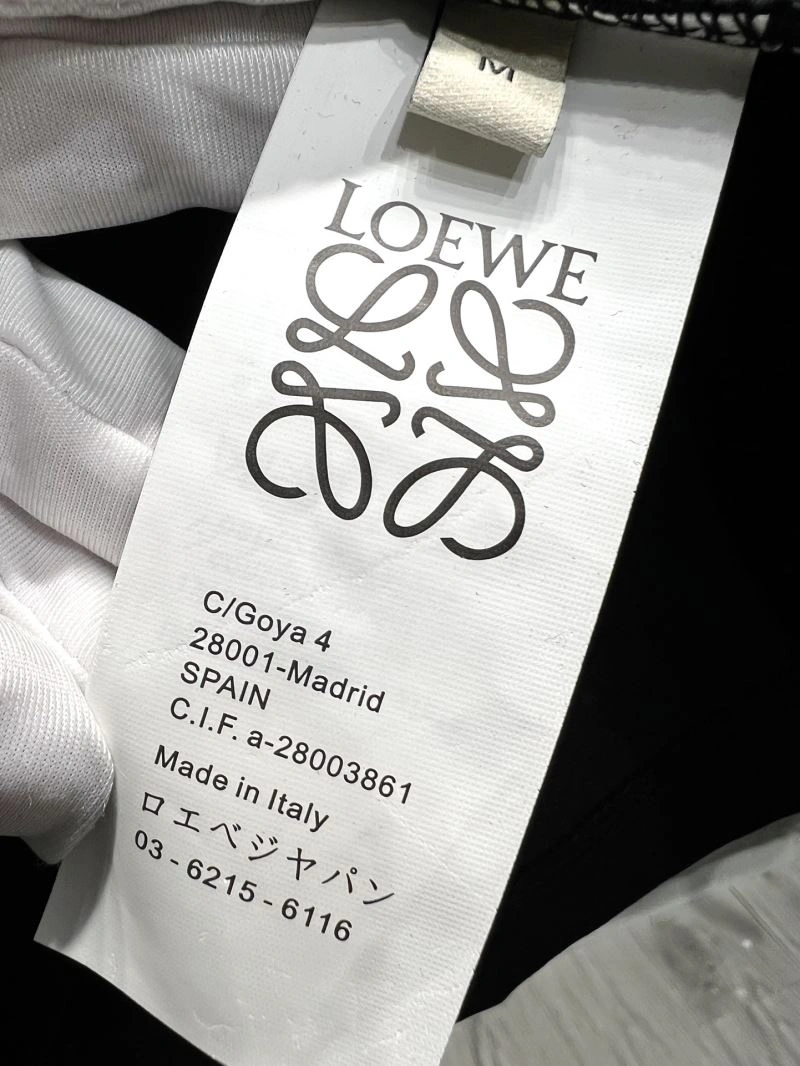 M
LOEWE
C/Goya 4
28001-Madrid
SPAIN
C.I.F. a-28003861
Made in Italy
ロエベジヤパン
03-6215-6116